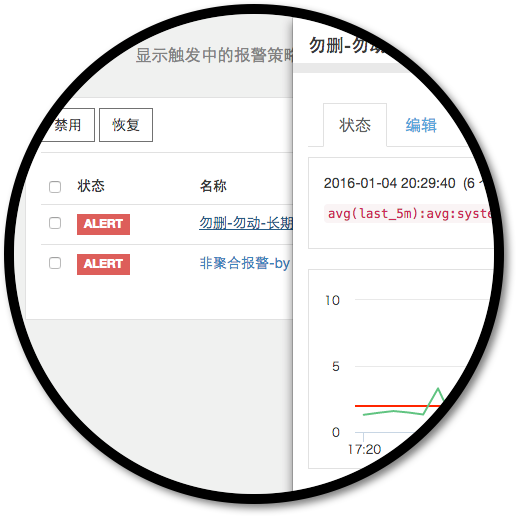 显示触发中的报警策略
禁用 恢复
状态 名称
ALERT 勿删-勿动-长期
ALERT 非聚合报警-by
勿删-勿动
状态 编辑
2016-01-04 20:29:40 (6
avg(last_5m):avg:syste
10
5
0
17:20